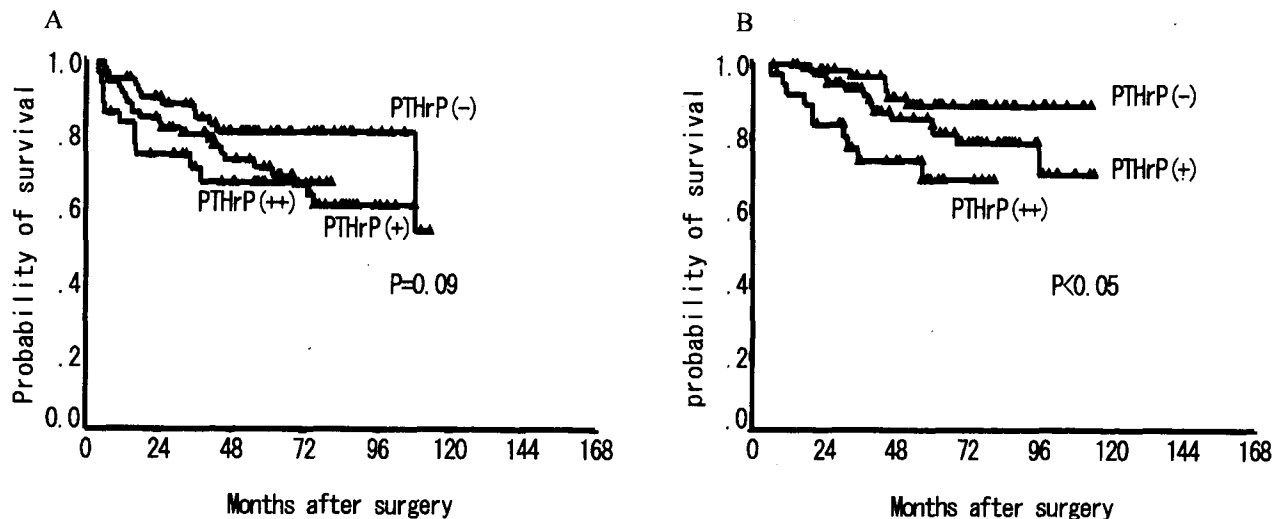 A
Probability of survival
1.0
.8
.6
.4
.2
0.0
PTHrP(-)
PTHrP(++)
PTHrP(+)
P=0.09
0 24 48 72 96 120 144 168
Months after surgery
B
probability of survival
1.0
.8
.6
.4
.2
.0
PTHrP(-)
PTHrP(+)
PTHrP(++)
P<0.05
0 24 48 72 96 120 144 168
Months after surgery